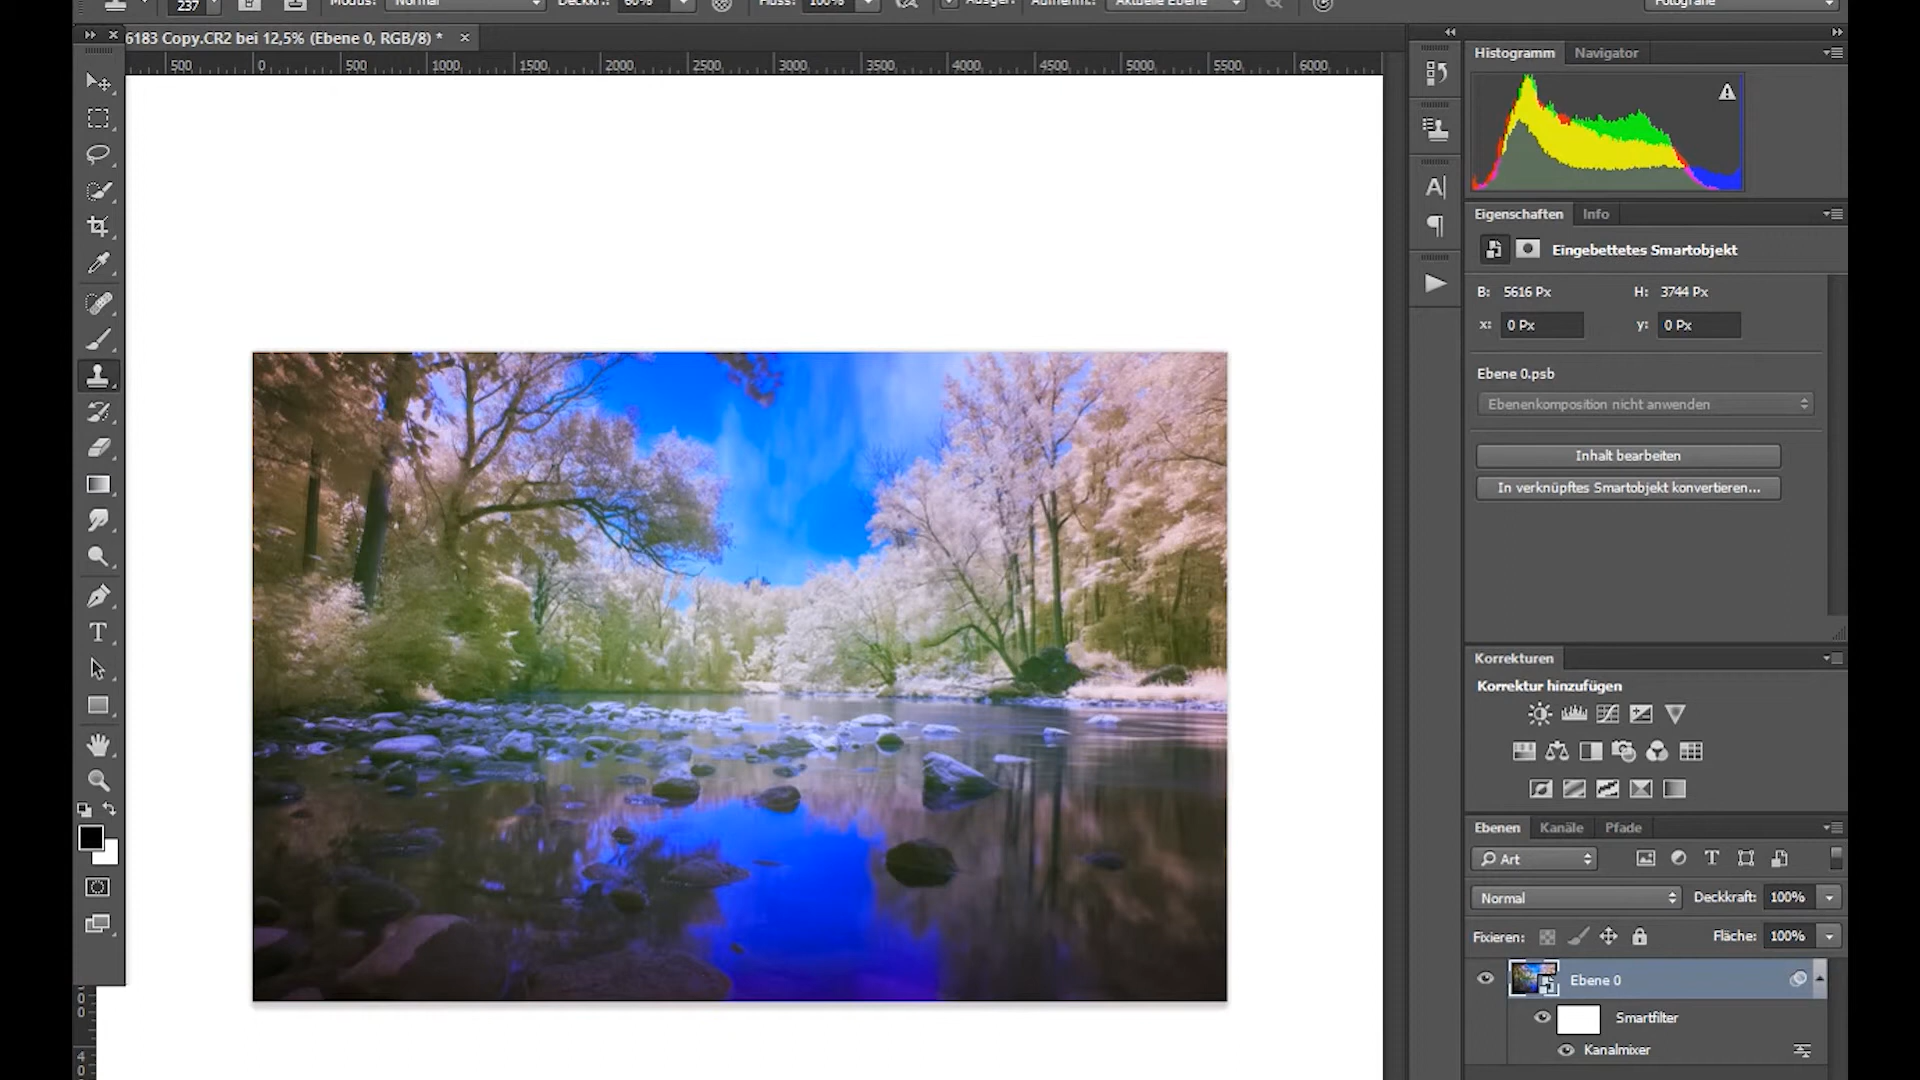 237 Modus: Normal Deckkr.: 60% Fluss: 100% Ausger. Aufnehm.: Aktuelle Ebene Fotografie
6183 Copy.CR2 bei 12,5% (Ebene 0, RGB/8) *
500 0 500 1000 1500 2000 2500 3000 3500 4000 4500 5000 5500 6000
Histogramm Navigator
Eigenschaften Info
Eingebettetes Smartobjekt
B: 5616 Px H: 3744 Px
x: 0 Px y: 0 Px
Ebene 0.psb
Ebenenkomposition nicht anwenden
Inhalt bearbeiten
In verknüpftes Smartobjekt konvertieren...
Korrekturen
Korrektur hinzufügen
Ebenen Kanäle Pfade
Art
Normal Deckkraft: 100%
Fixieren: Fläche: 100%
Ebene 0
Smartfilter
Kanalmixer